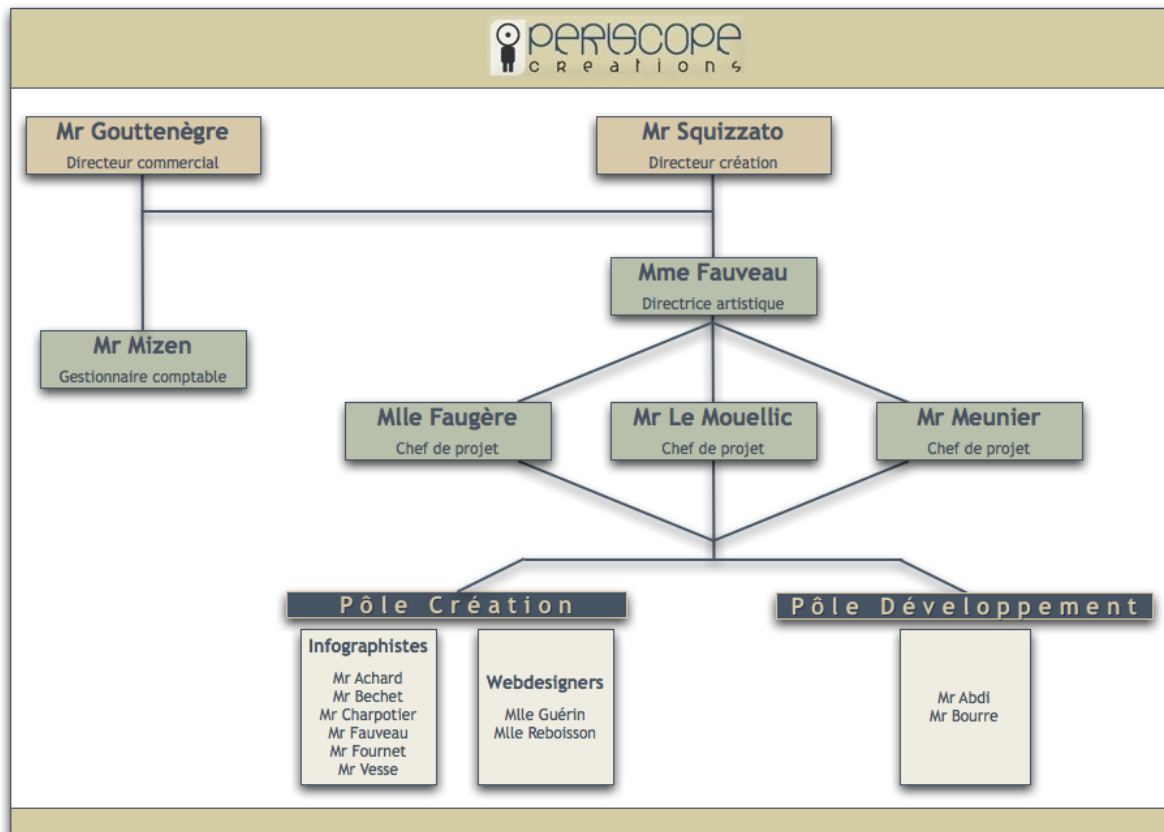 PERISCOPE
creations
Mr Gouttenègre
Directeur commercial
Mr Squizzato
Directeur création
Mme Fauveau
Directrice artistique
Mr Mizen
Gestionnaire comptable
Mlle Faugère
Chef de projet
Mr Le Mouellic
Chef de projet
Mr Meunier
Chef de projet
Pôle Création
Infographistes
Mr Achard
Mr Bechet
Mr Charpotier
Mr Fauveau
Mr Fournet
Mr Vesse
Webdesigners
Mlle Guérin
Mlle Reboisson
Pôle Développement
Mr Abdi
Mr Bourre